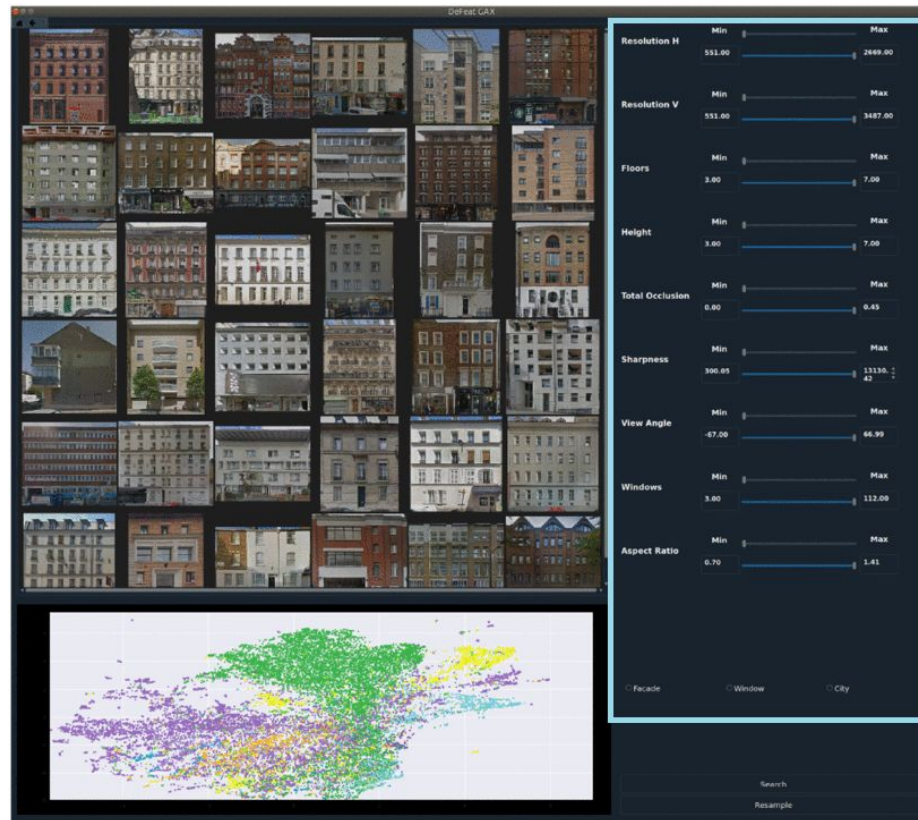 DeFeat GAX
Resolution H
Min Max
551.00 2669.00
Resolution V
Min Max
551.00 3487.00
Floors
Min Max
3.00 7.00
Height
Min Max
3.00 7.00
Total Occlusion
Min Max
0.00 0.45
Sharpness
Min Max
300.05 13130.
42
View Angle
Min Max
-67.00 66.99
Windows
Min Max
3.00 112.00
Aspect Ratio
Min Max
0.70 1.41
Facade Window City
Search
Resample